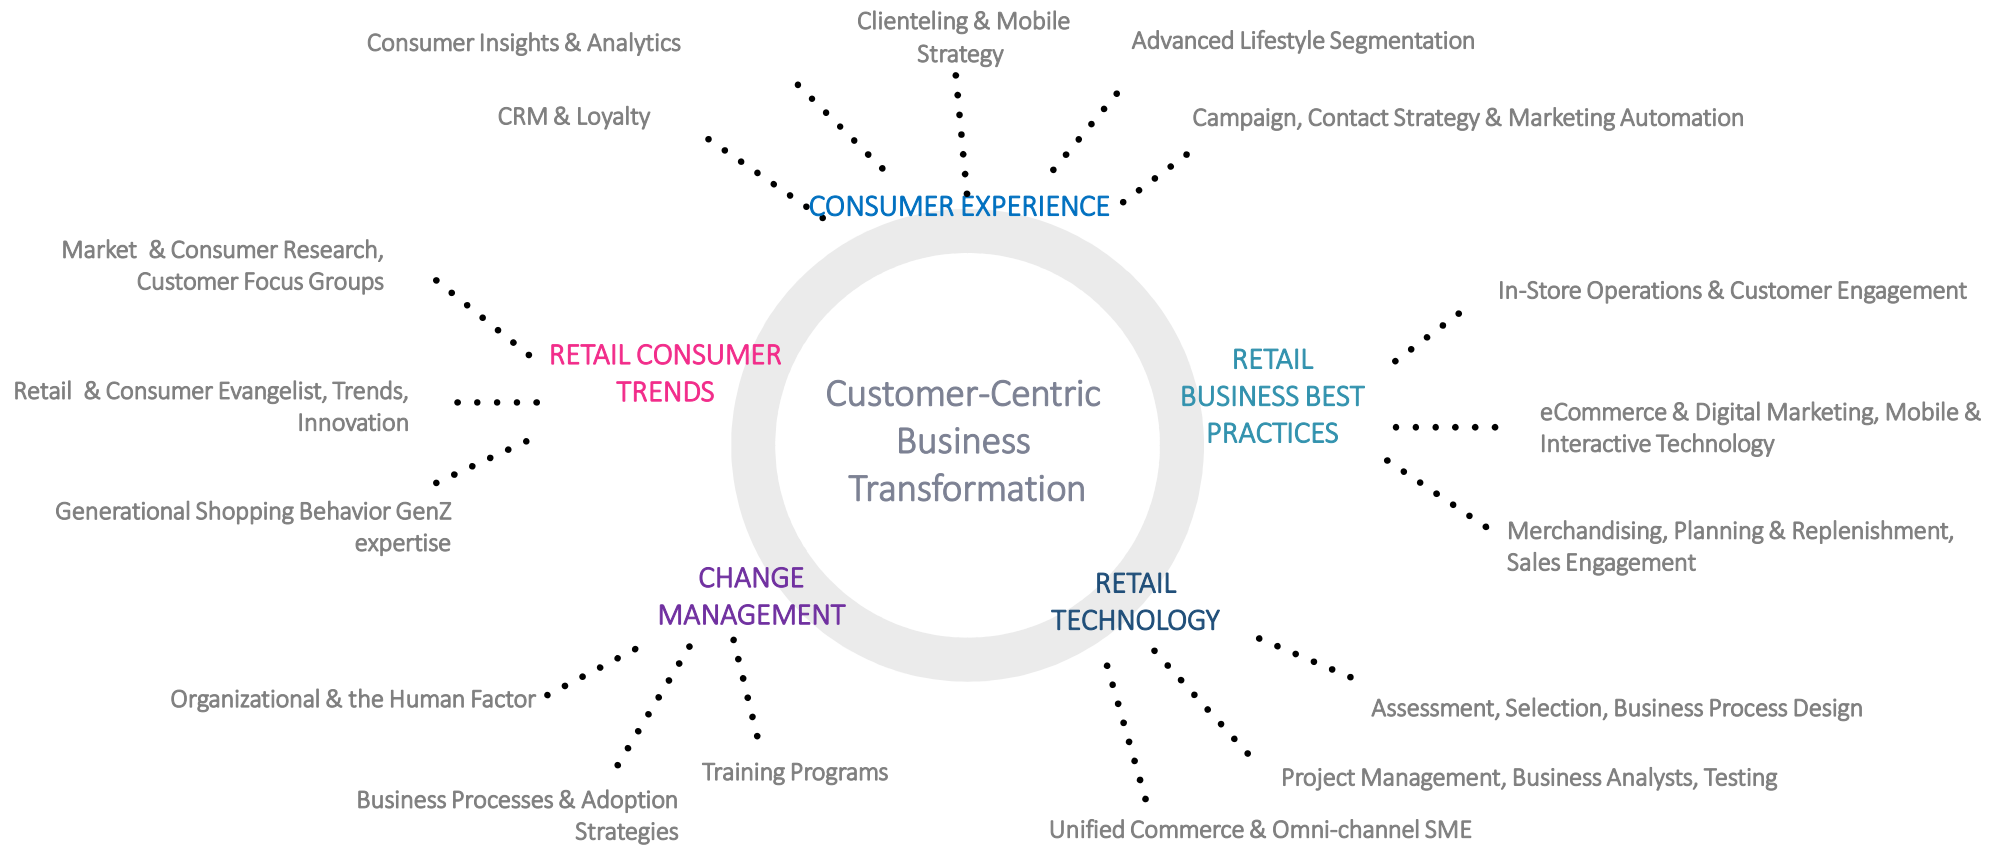 Consumer Insights & Analytics
Clienteling & Mobile
Strategy
Advanced Lifestyle Segmentation
CRM & Loyalty
Campaign, Contact Strategy & Marketing Automation
CONSUMER EXPERIENCE
Market  & Consumer Research,
Customer Focus Groups
RETAIL CONSUMER
TRENDS
Retail  & Consumer Evangelist, Trends,
Innovation
Generational Shopping Behavior GenZ
expertise
Customer-Centric
Business
Transformation
In-Store Operations & Customer Engagement
RETAIL
BUSINESS BEST
PRACTICES
eCommerce & Digital Marketing, Mobile &
Interactive Technology
Merchandising, Planning & Replenishment,
Sales Engagement
CHANGE
MANAGEMENT
Organizational & the Human Factor
Business Processes & Adoption
Strategies
Training Programs
RETAIL
TECHNOLOGY
Assessment, Selection, Business Process Design
Project Management, Business Analysts, Testing
Unified Commerce & Omni-channel SME